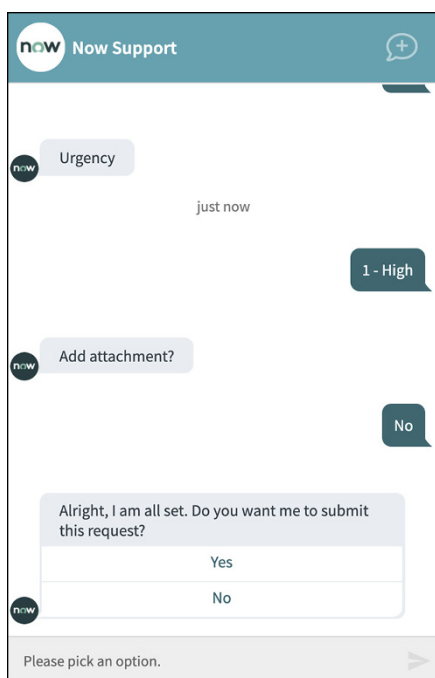 now Now Support
now Urgency
just now
1 - High
now Add attachment?
No
Alright, I am all set. Do you want me to submit
this request?
Yes
now No
Please pick an option.